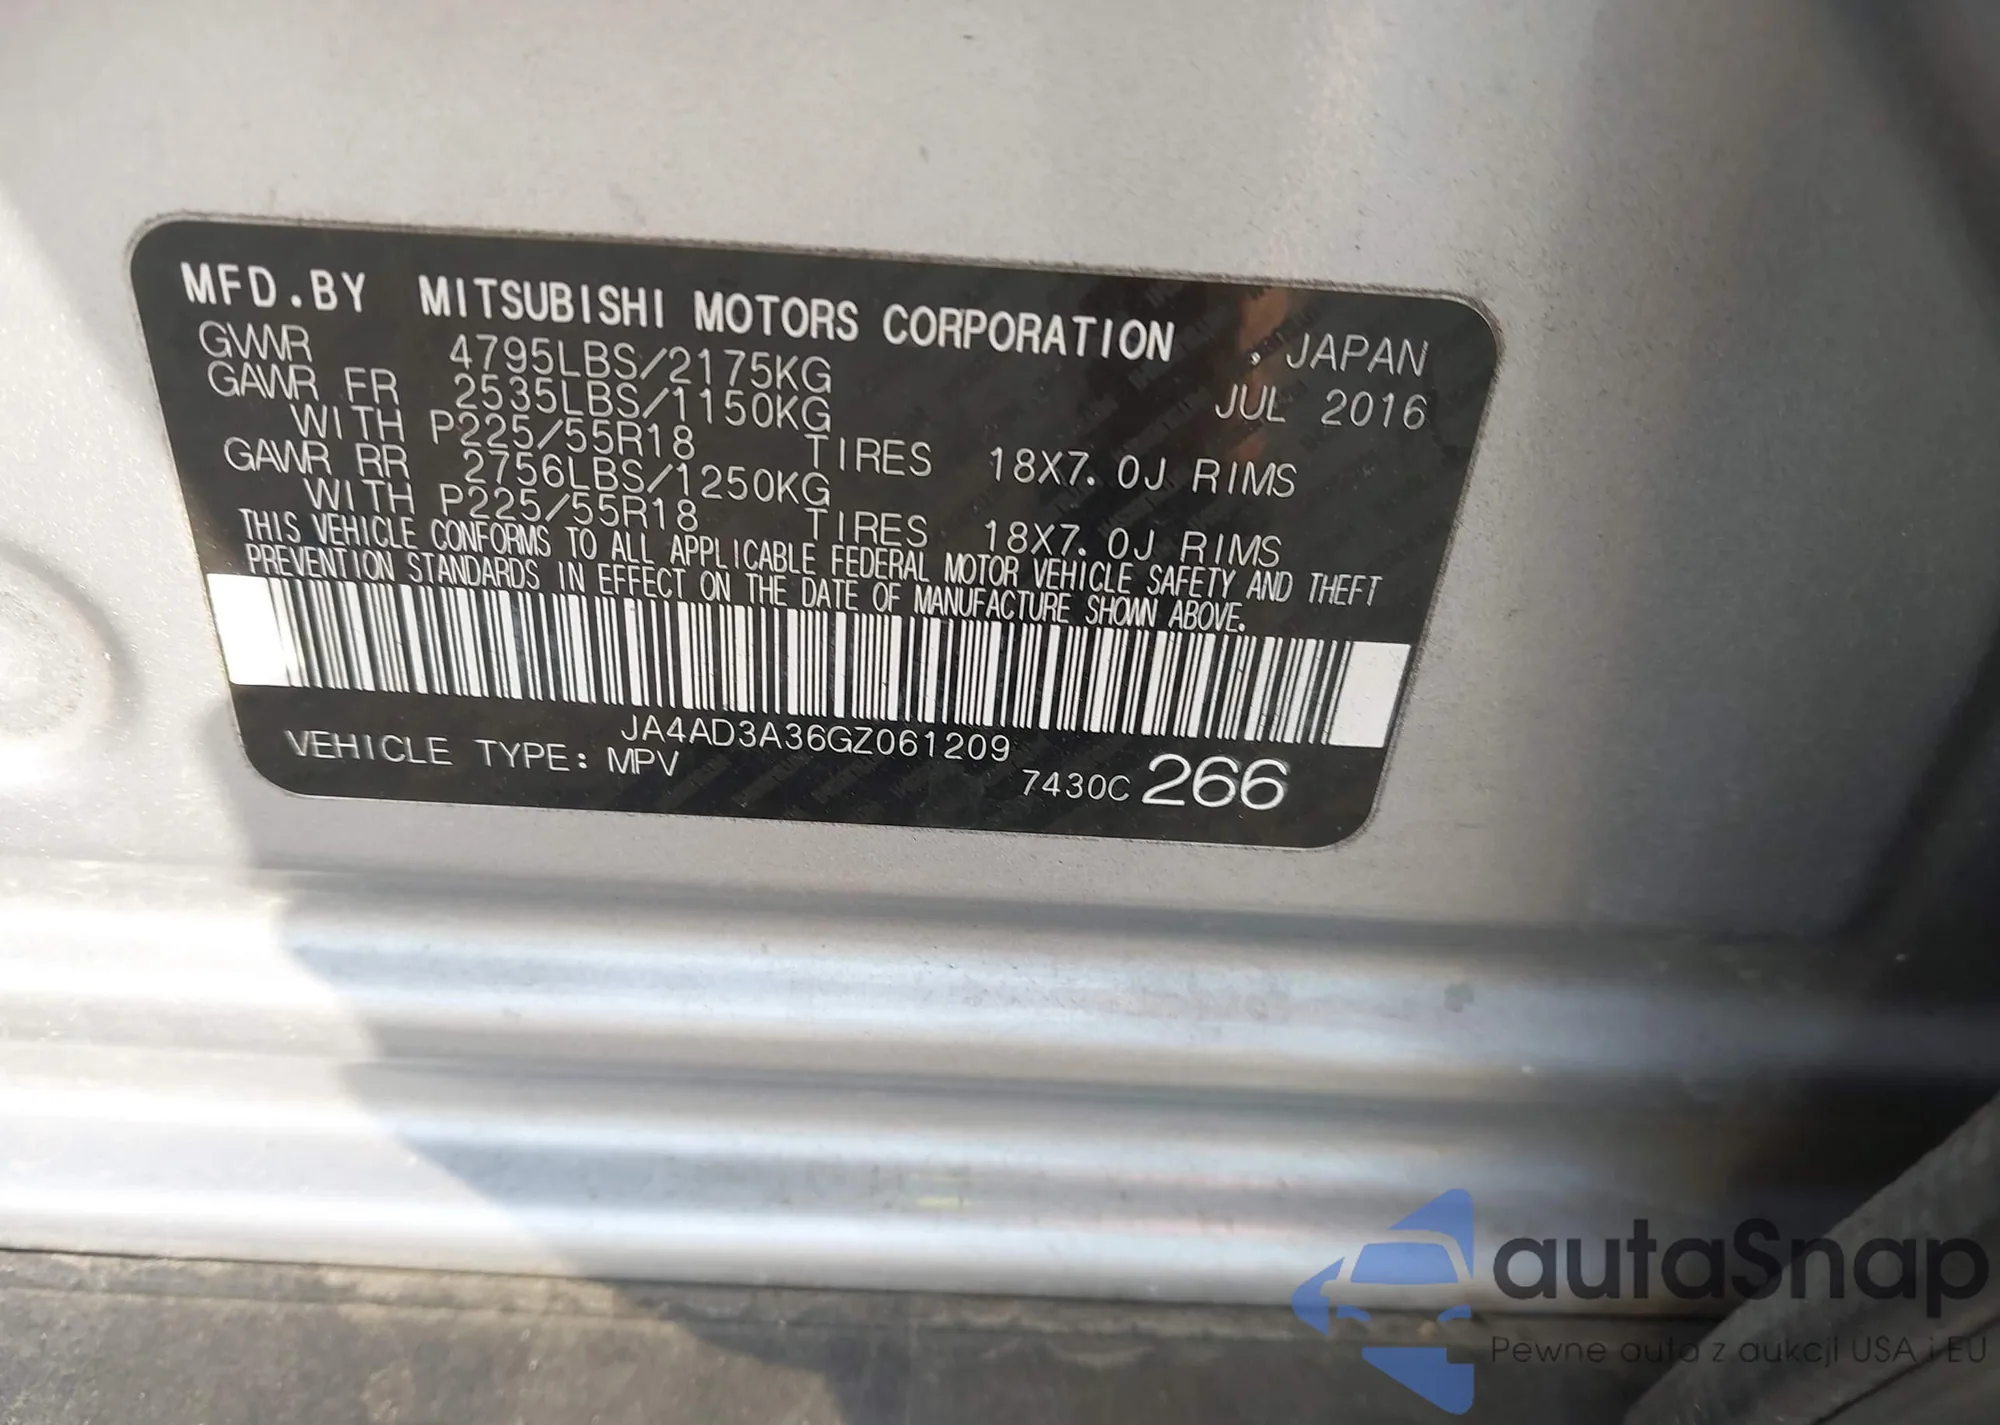 MFD.BY MITSUBISHI MOTORS CORPORATION . JAPAN
GVWR 4795LBS/2175KG JUL 2016
GAWR FR 2535LBS/1150KG
WITH P225/55R18 TIRES 18X7.0J RIMS
GAWR RR 2756LBS/1250KG
WITH P225/55R18 TIRES 18X7.0J RIMS
THIS VEHICLE CONFORMS TO ALL APPLICABLE FEDERAL MOTOR VEHICLE SAFETY AND THEFT
PREVENTION STANDARDS IN EFFECT ON THE DATE OF MANUFACTURE SHOWN ABOVE.
JA4AD3A36GZ061209
VEHICLE TYPE: MPV 7430C 266
autaSnap
Pewne auta z aukcji USA i EU